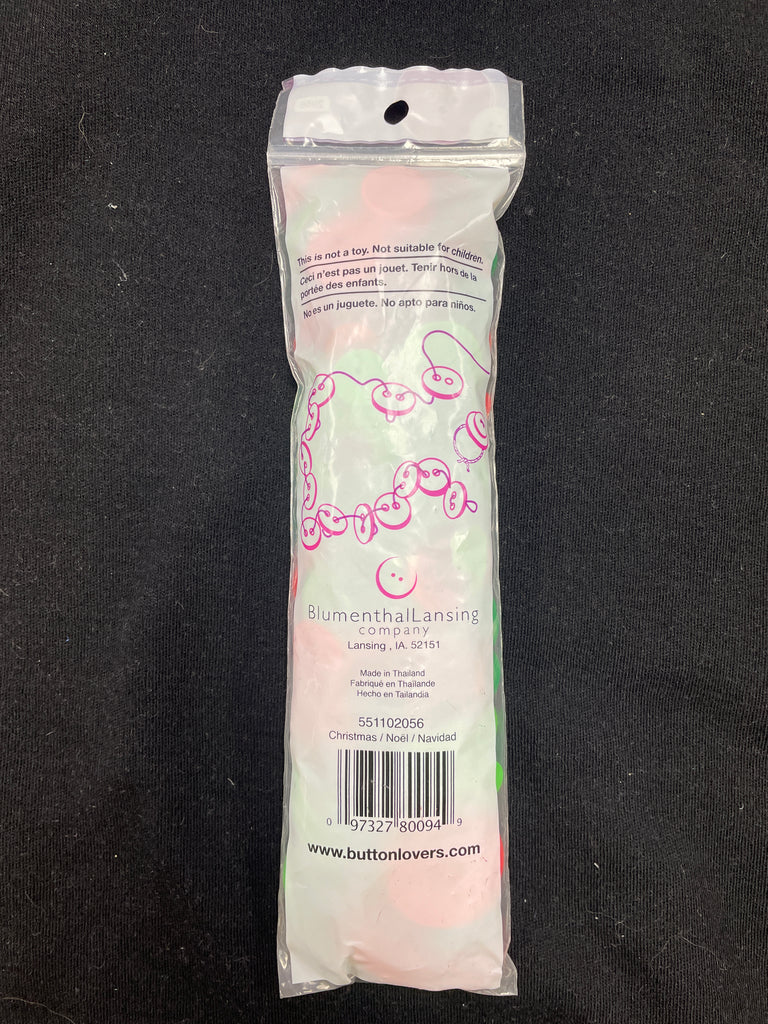 This is not a toy. Not suitable for children.
Ceci n'est pas un jouet. Tenir hors de la
portée des enfants.
No es un juguete. No apto para niños.
BlumenthalLansing
company
Lansing , IA. 52151
Made in Thailand
Fabriqué en Thaïlande
Hecho en Tailandia
551102056
Christmas / Noël / Navidad
0 97327 80094 9
www.buttonlovers.com